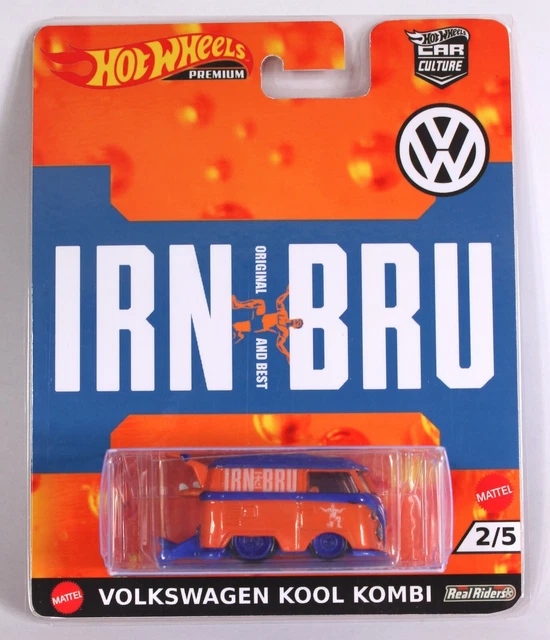 Hot Wheels
PREMIUM
Hot Wheels
CAR
CULTURE
VW
IRN BRU
ORIGINAL
AND BEST
IRN BRU
MATTEL
2/5
MATTEL
VOLKSWAGEN KOOL KOMBI
Real Riders